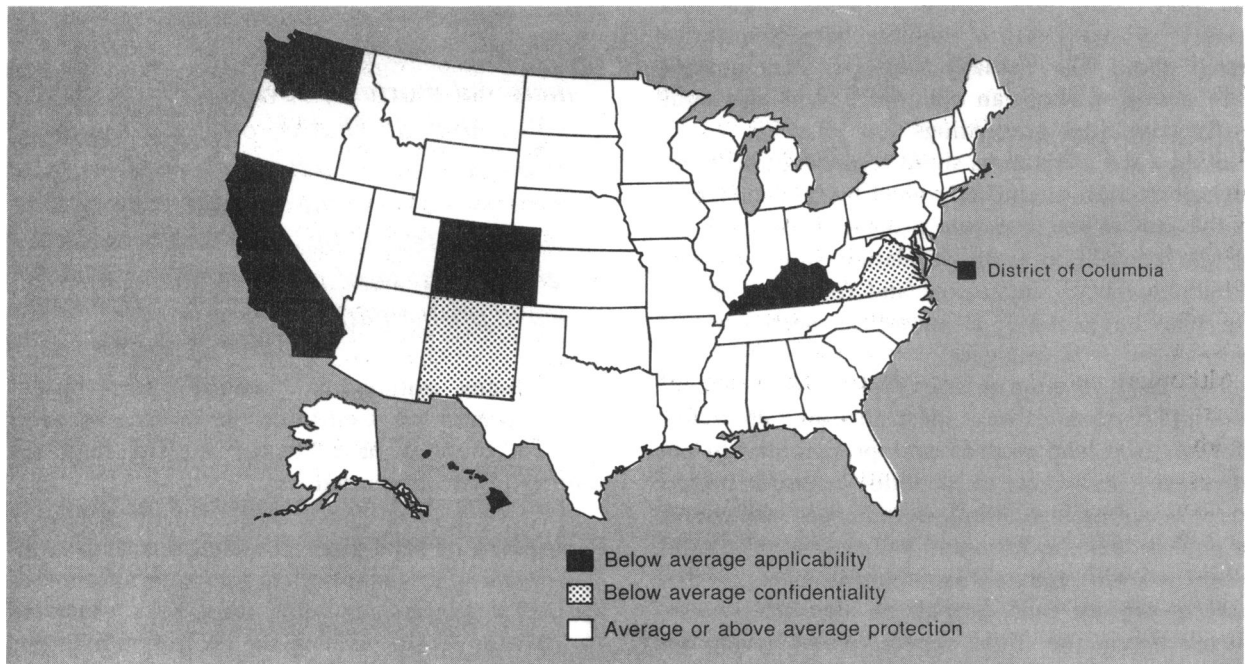 District of Columbia
Below average applicability
Below average confidentiality
Average or above average protection